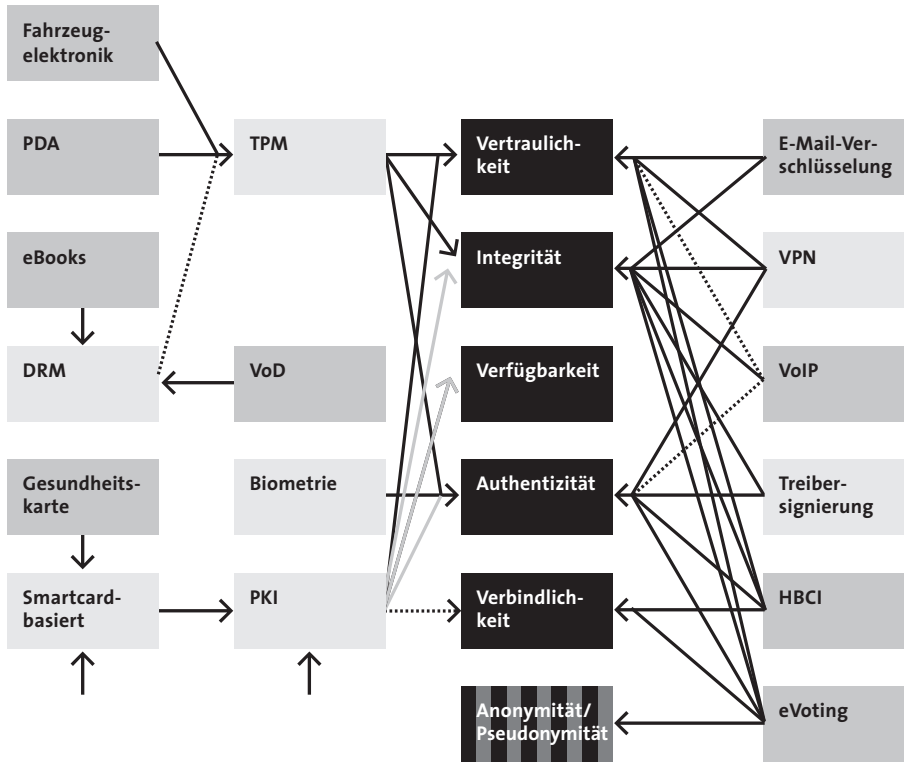 Fahrzeug-
elektronik
PDA
TPM
Vertraulich-
keit
E-Mail-Ver-
schlüsselung
eBooks
Integrität
VPN
DRM
VoD
Verfügbarkeit
VoIP
Gesundheits-
karte
Biometrie
Authentizität
Treiber-
signierung
Smartcard-
basiert
PKI
Verbindlich-
keit
HBCI
Anonymität/
Pseudonymität
eVoting